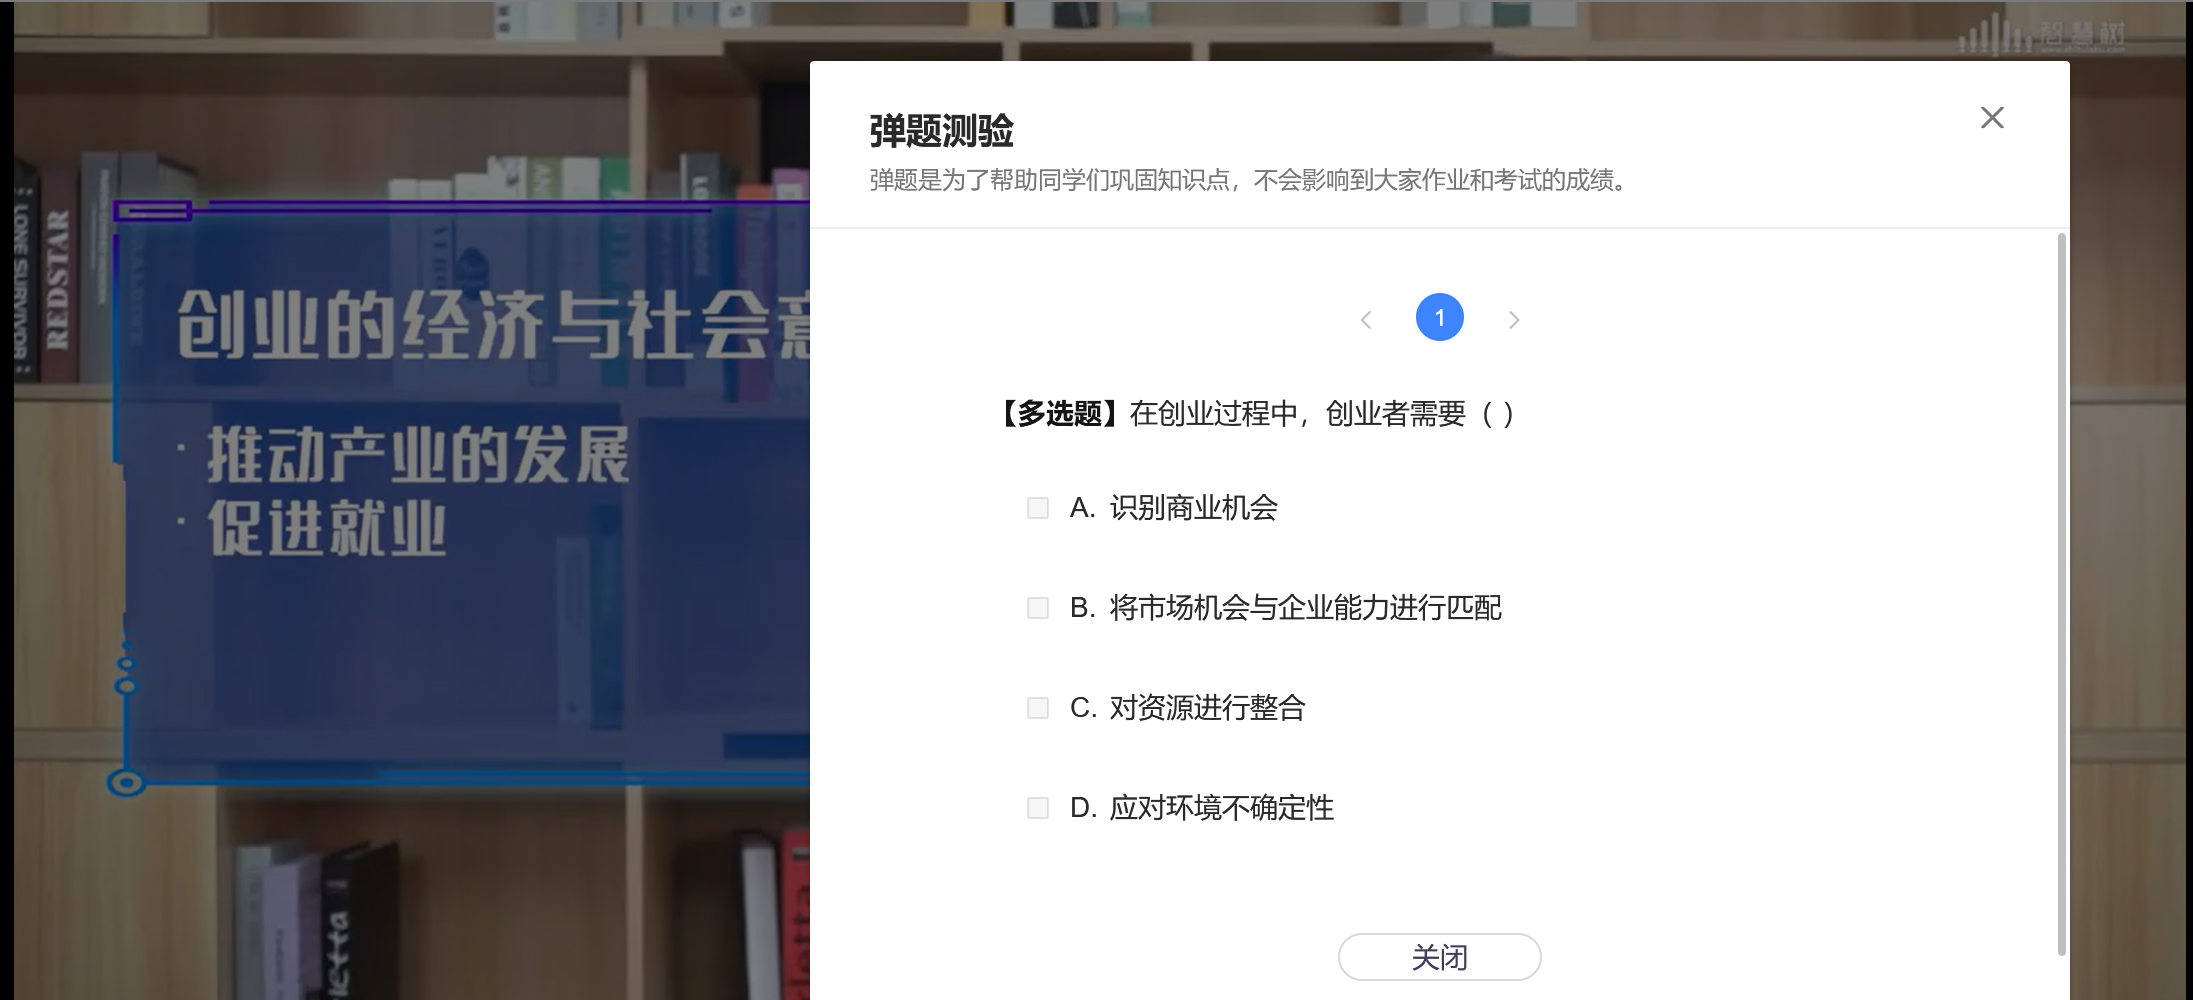 智慧树
弹题测验
弹题是为了帮助同学们巩固知识点，不会影响到大家作业和考试的成绩。
LONE SURVIVOR:
REDSTAR
创业的经济与社会意
· 推动产业的发展
· 促进就业
1
【多选题】在创业过程中，创业者需要（ ）
A. 识别商业机会
B. 将市场机会与企业能力进行匹配
C. 对资源进行整合
D. 应对环境不确定性
关闭